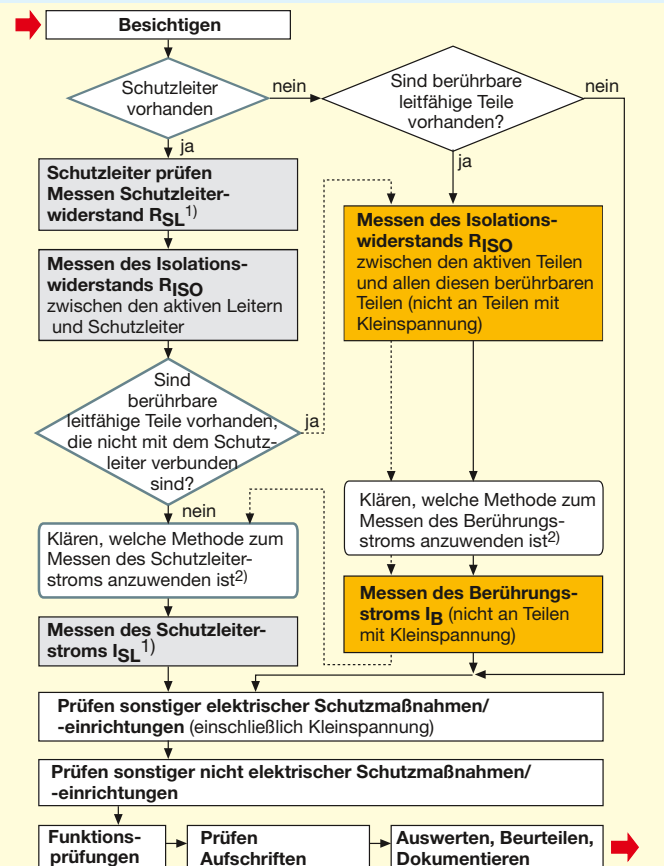 Besichtigen
Schutzleiter
vorhanden
nein
Sind berührbare
leitfähige Teile
vorhanden?
nein
ja
ja
Schutzleiter prüfen
Messen Schutzleiter-
widerstand RSL1)
Messen des Isolations-
widerstands RISO
zwischen den aktiven Leitern
und Schutzleiter
Messen des Isolations-
widerstands RISO
zwischen den aktiven Teilen
und allen diesen berührbaren
Teilen (nicht an Teilen mit
Kleinspannung)
Sind
berührbare
leitfähige Teile vorhanden,
die nicht mit dem Schutz-
leiter verbunden
sind?
ja
nein
Klären, welche Methode zum
Messen des Schutzleiter-
stroms anzuwenden ist2)
Klären, welche Methode zum
Messen des Berührungs-
stroms anzuwenden ist2)
Messen des Schutzleiter-
stroms ISL1)
Messen des Berührungs-
stroms IB (nicht an Teilen
mit Kleinspannung)
Prüfen sonstiger elektrischer Schutzmaßnahmen/
-einrichtungen (einschließlich Kleinspannung)
Prüfen sonstiger nicht elektrischer Schutzmaßnahmen/
-einrichtungen
Funktions-
prüfungen
Prüfen
Aufschriften
Auswerten, Beurteilen,
Dokumentieren